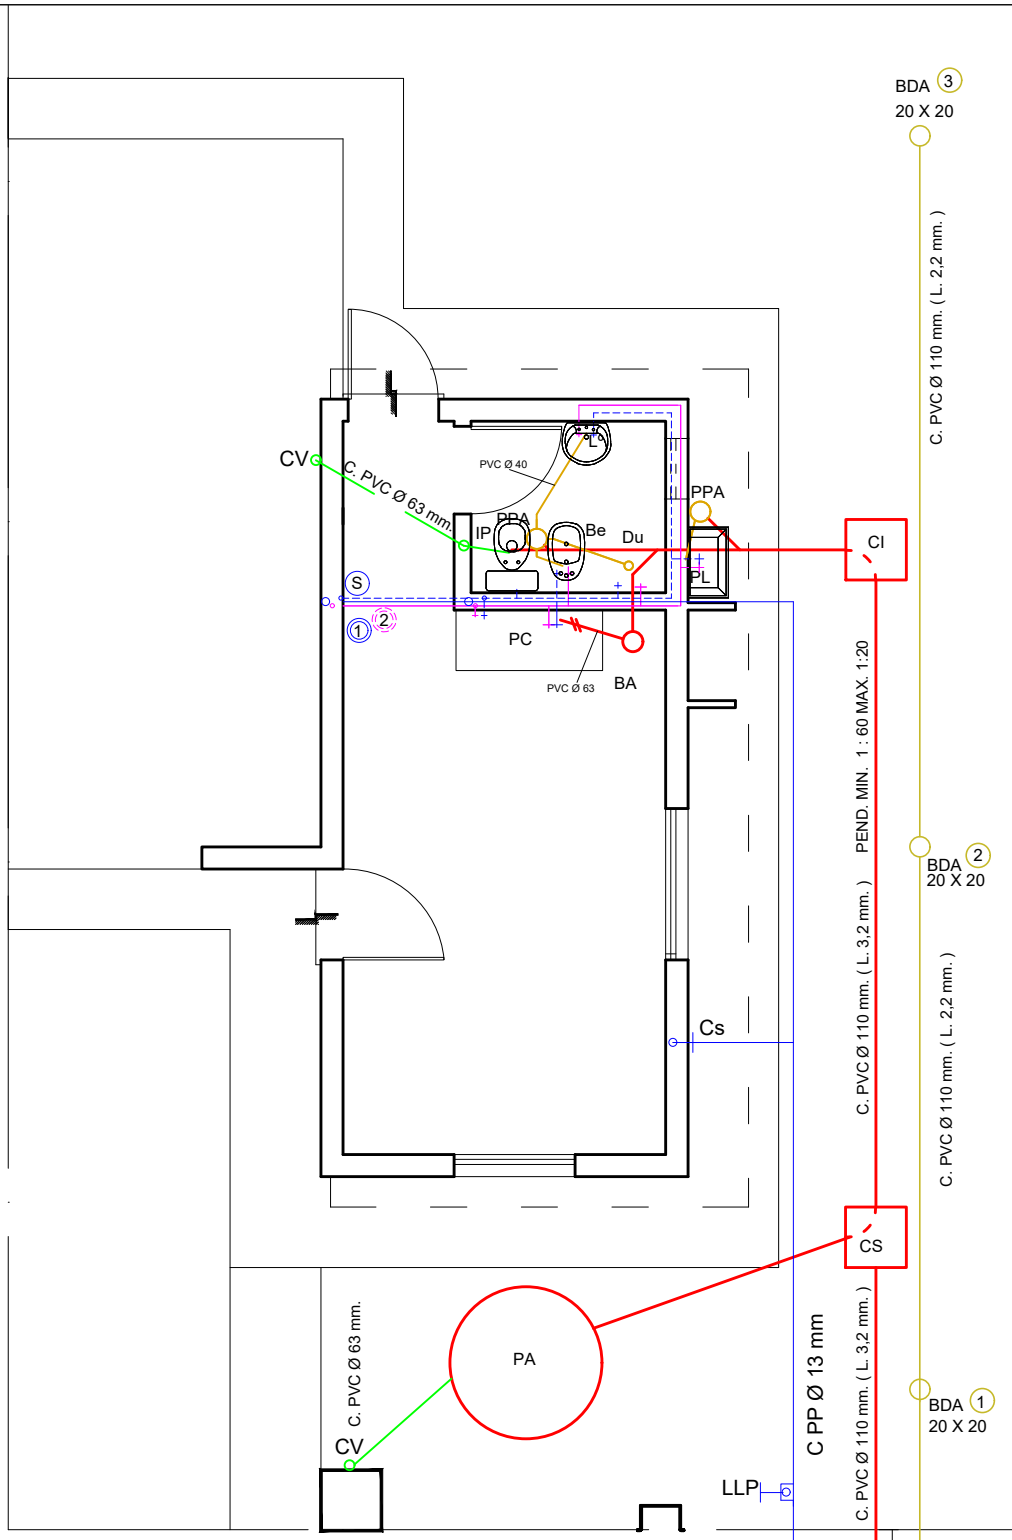 BDA 3
20 X 20
C. PVC Ø 110 mm. ( L. 2,2 mm. )
CV
C. PVC Ø 63 mm.
PVC Ø 40
L
PPA
IP
PPA
Be
Du
CI
PL
S
1
2
PC
BA
PVC Ø 63
PEND. MIN. 1 : 60 MAX. 1:20
C. PVC Ø 110 mm. ( L. 3,2 mm. )
BDA 2
20 X 20
C. PVC Ø 110 mm. ( L. 2,2 mm. )
Cs
CS
C. PVC Ø 63 mm.
PA
C PP Ø 13 mm
C. PVC Ø 110 mm. ( L. 3,2 mm. )
BDA 1
20 X 20
CV
LLP